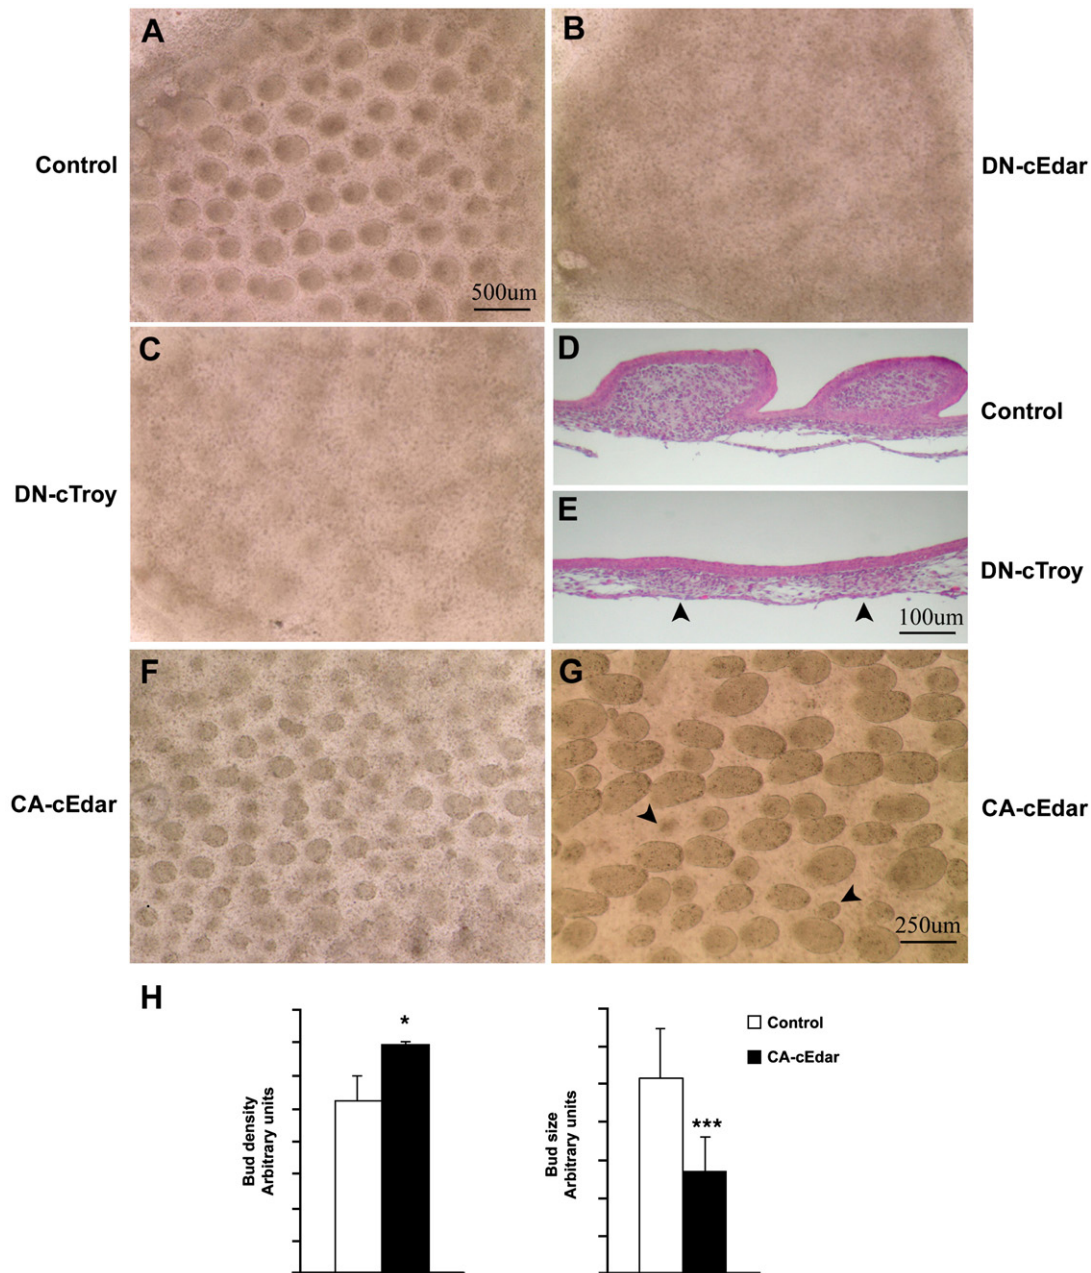 A
B
Control
DN-cEdar
500um
C
D
Control
DN-cTroy
E
DN-cTroy
100um
F
G
CA-cEdar
CA-cEdar
250um
H
*
Bud density
Arbitrary units
***
Bud size
Arbitrary units
Control
CA-cEdar